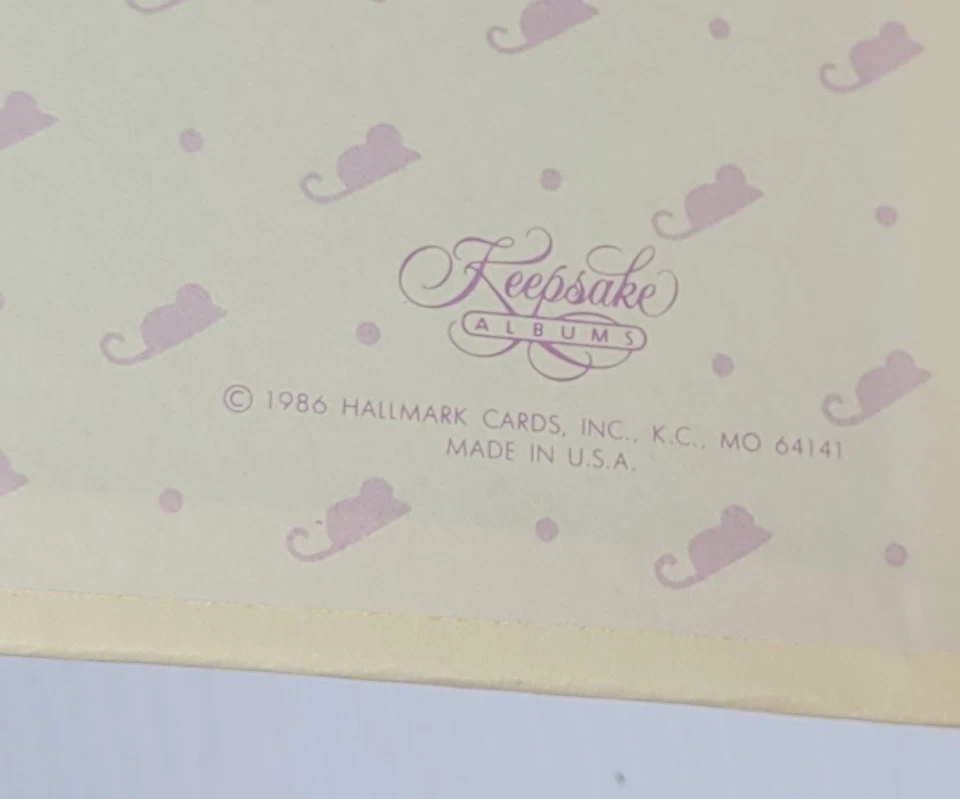 Keepsake
ALBUMS
© 1986 HALLMARK CARDS, INC., K.C., MO 64141
MADE IN U.S.A.